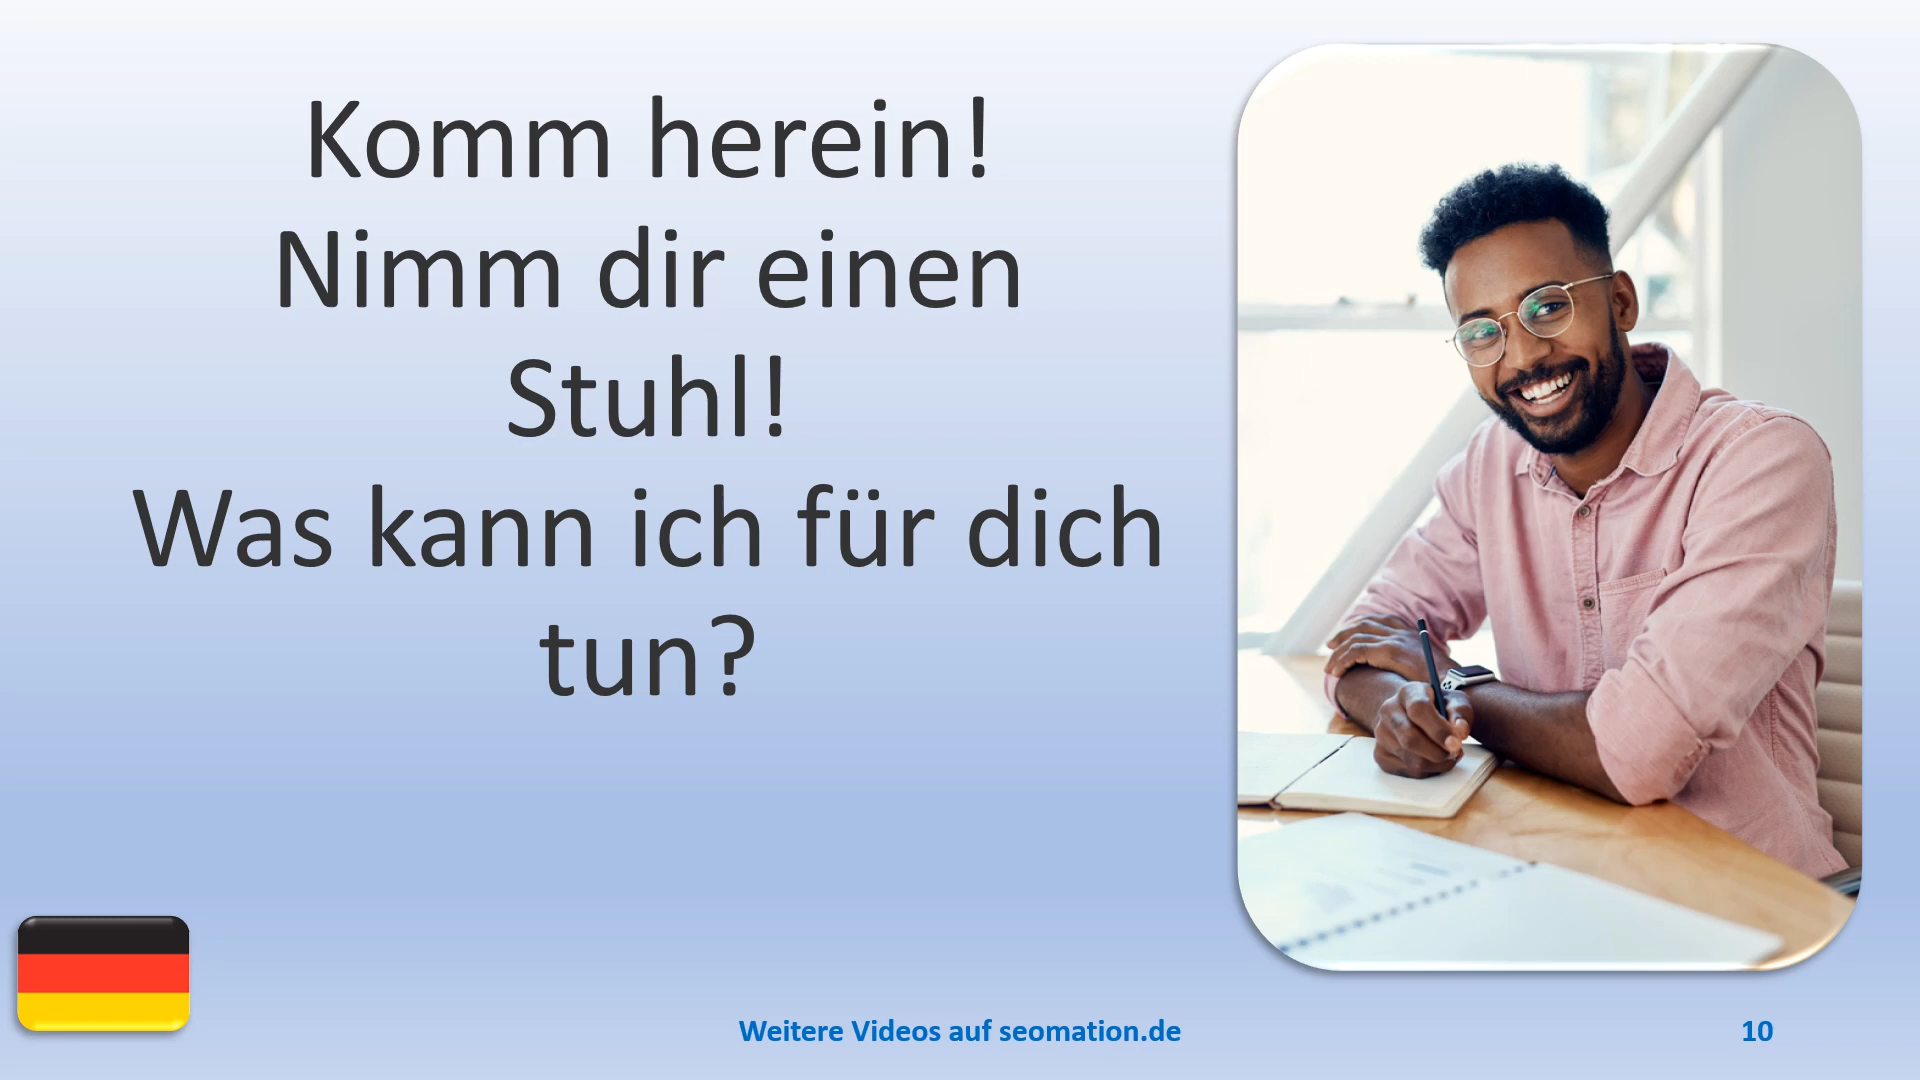 Komm herein!
Nimm dir einen
Stuhl!
Was kann ich für dich
tun?
Weitere Videos auf seomation.de
10